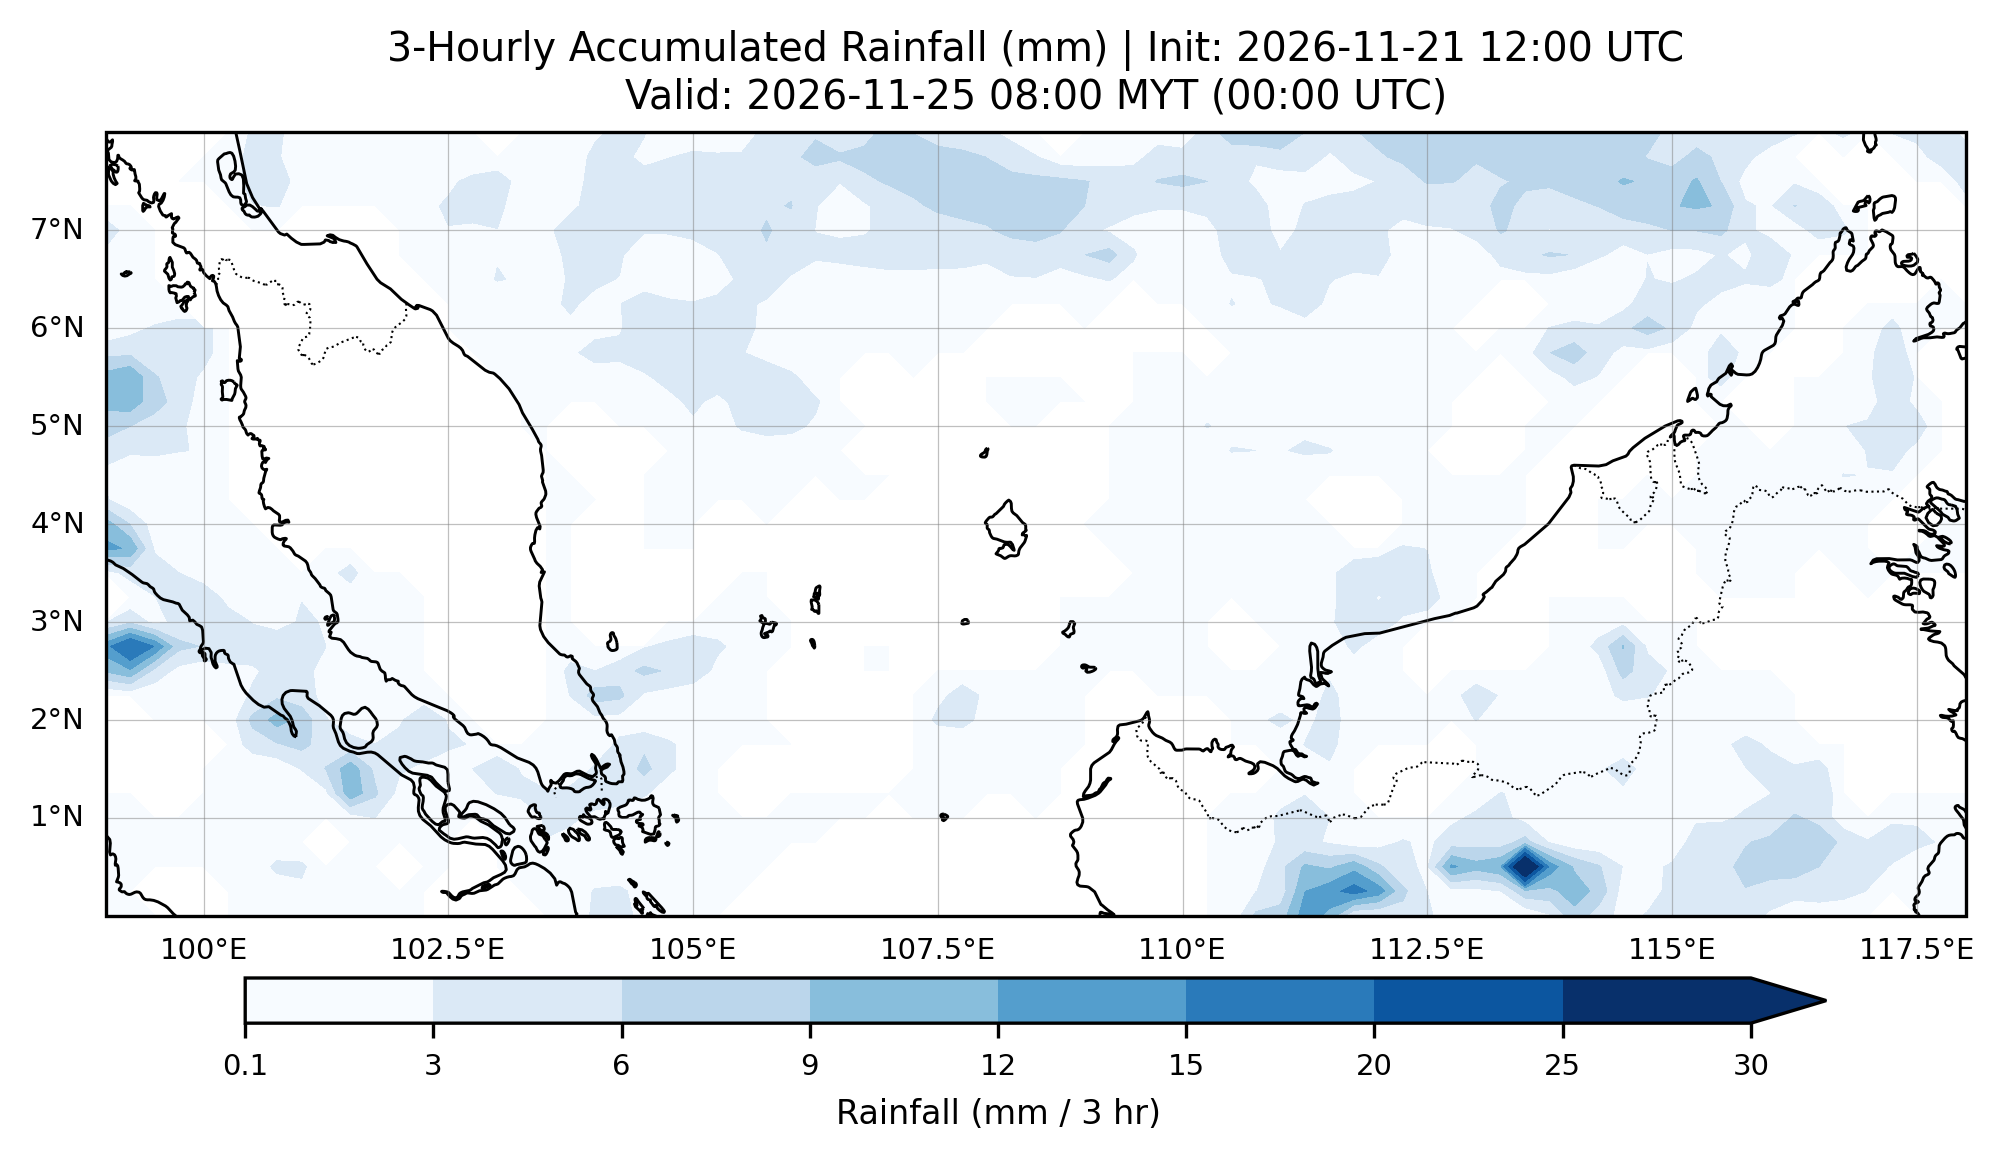 3-Hourly Accumulated Rainfall (mm) | Init: 2026-11-21 12:00 UTC
Valid: 2026-11-25 08:00 MYT (00:00 UTC)
7°N
6°N
5°N
4°N
3°N
2°N
1°N
100°E 102.5°E 105°E 107.5°E 110°E 112.5°E 115°E 117.5°E
0.1 3 6 9 12 15 20 25 30
Rainfall (mm / 3 hr)